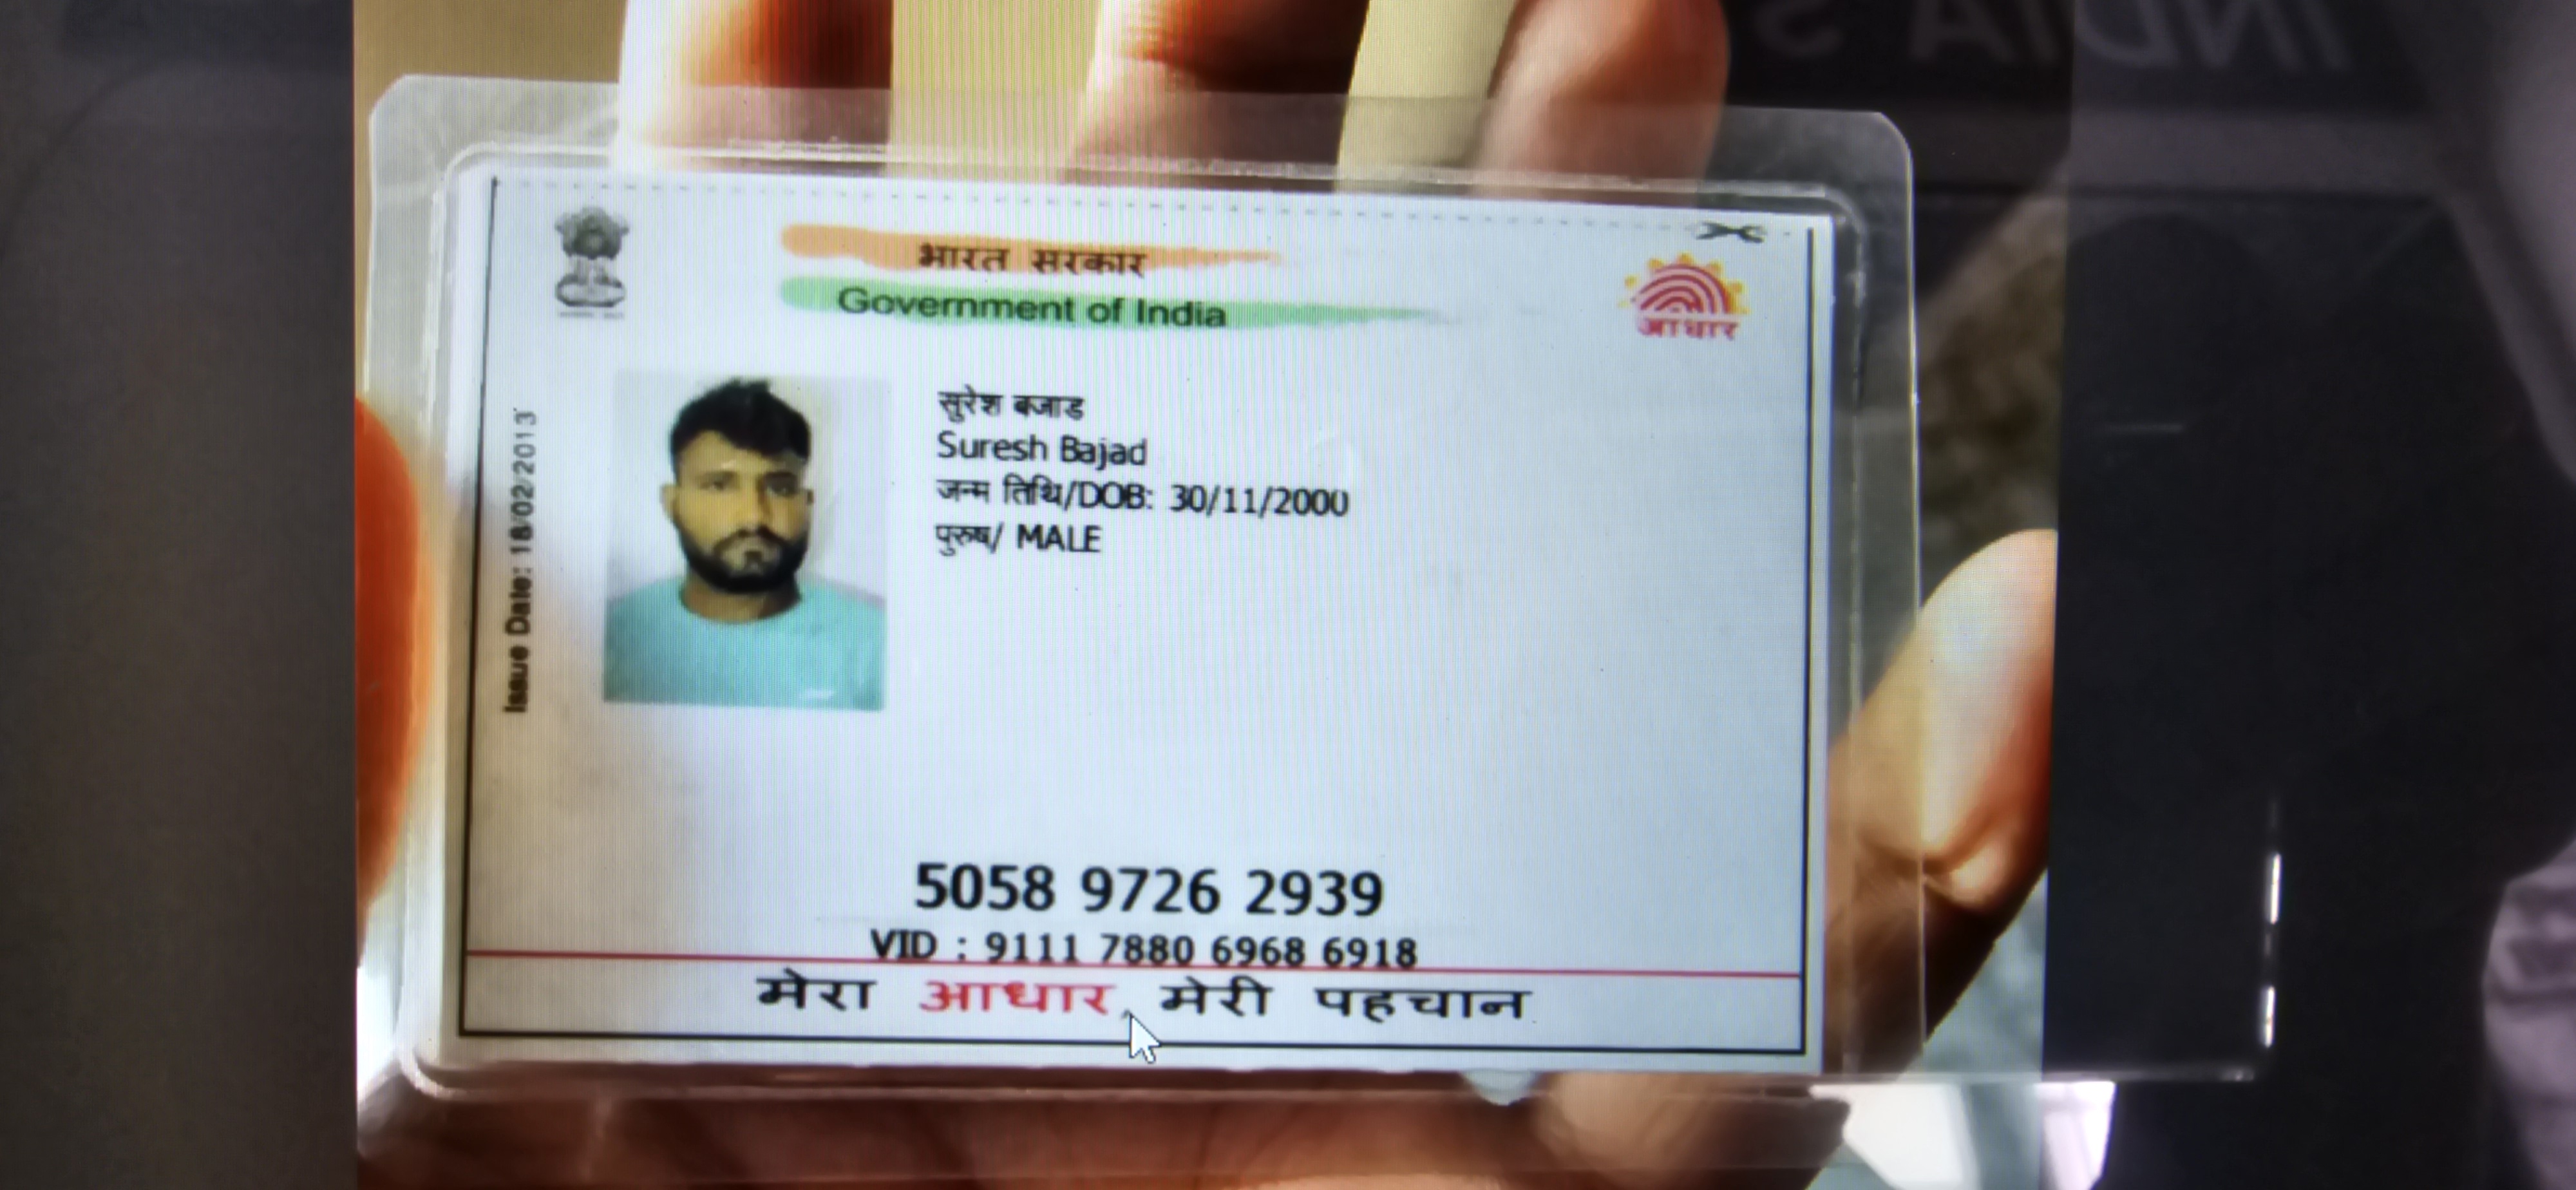 INDIA'S
भारत सरकार
Government of India
आधार
Issue Date: 18/02/2013
सुरेश बजाड
Suresh Bajad
जन्म तिथि/DOB: 30/11/2000
पुरुष/ MALE
5058 9726 2939
VID : 9111 7880 6968 6918
मेरा आधार, मेरी पहचान